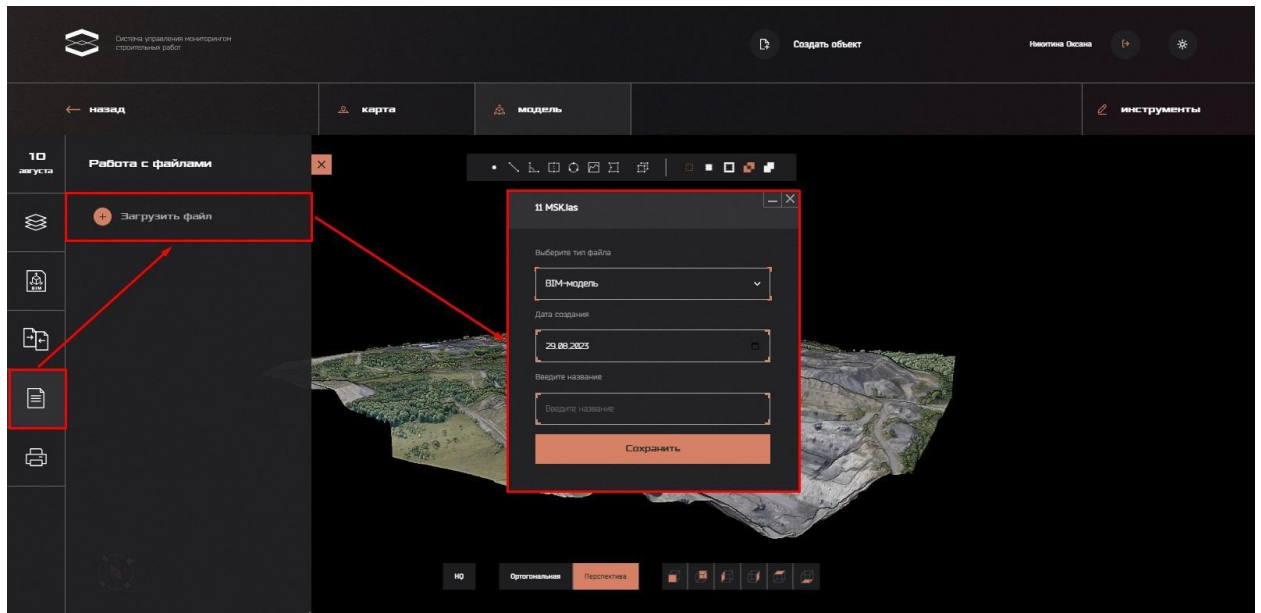 Система управления мониторингом
строительных работ
Создать объект
Никитина Оксана
назад
карта
модель
инструменты
10
августа
Работа с файлами
Загрузить файл
BIM
11 MSK.las
Выберите тип файла
BIM-модель
Дата создания
29.08.2023
Введите название
Введите название
Сохранить
HQ
Ортогональная
Перспектива